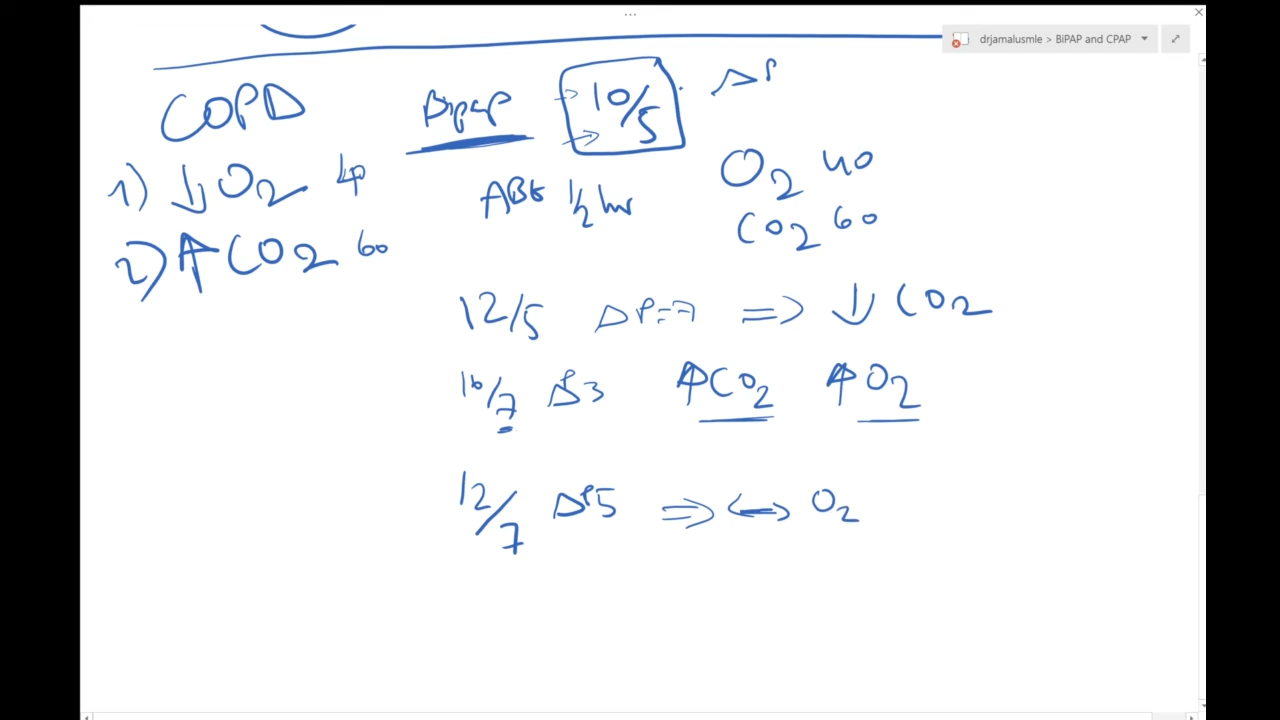 drjamalusmle > BiPAP and CPAP
COPD Bipap → 10/5 ΔP
1) ↓ O2 40 ABG 1/2 hr O2 40
2) ↑ CO2 60 CO2 60
12/5 ΔP=7 ⇒ ↓ CO2
10/7 ΔP3 ↑CO2 ↑O2
12/7 ΔP5 ⇒ ↔ O2